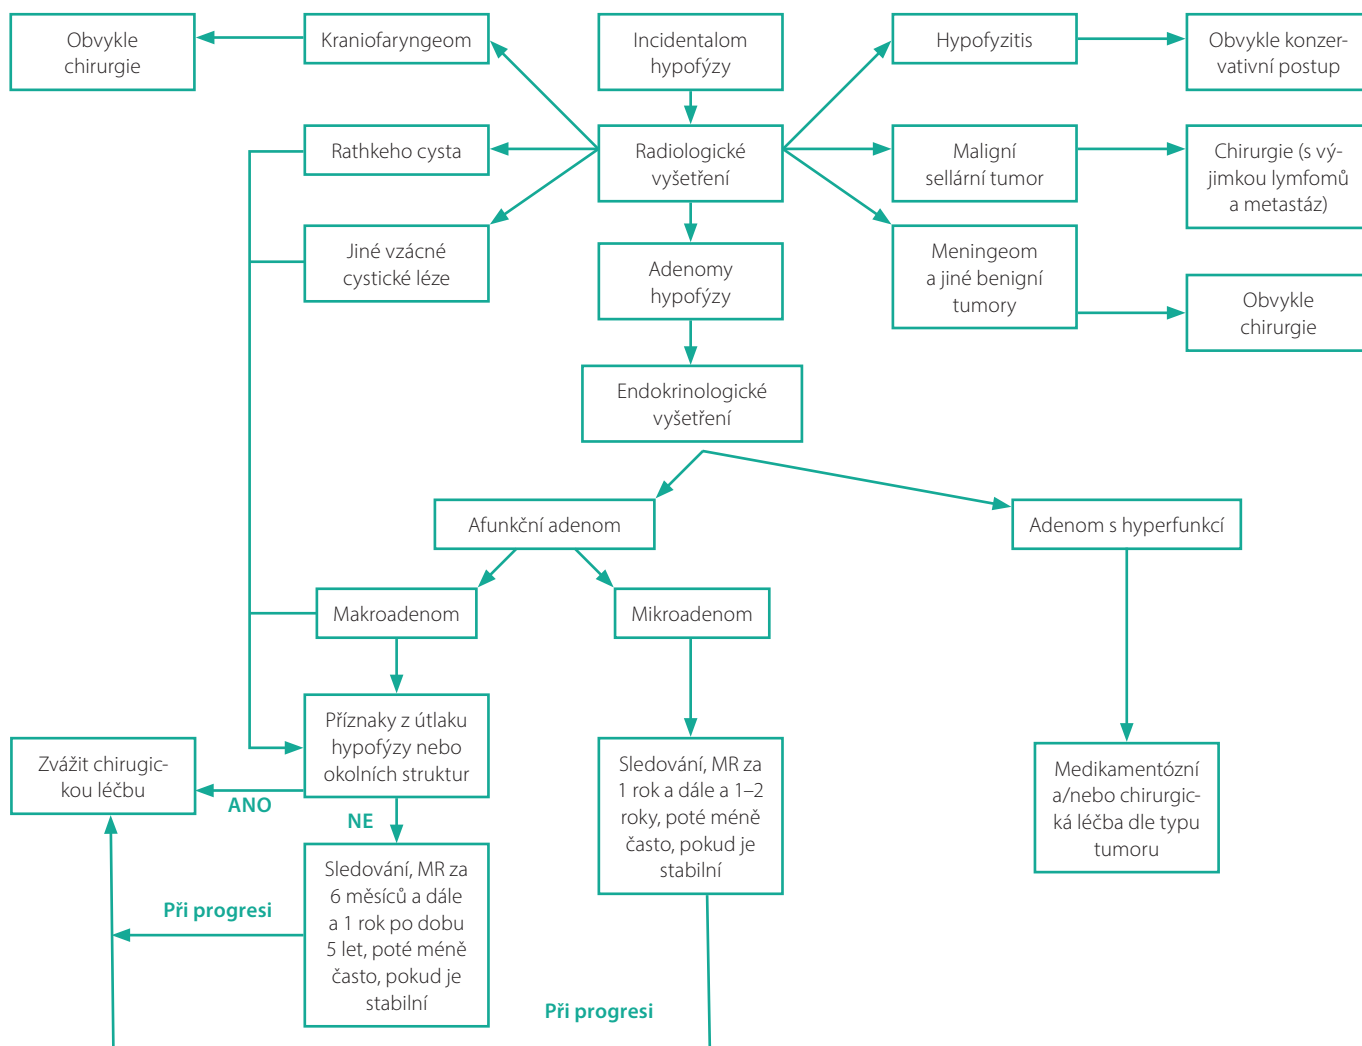 Obvykle
chirurgie
Kraniofaryngeom
Incidentalom
hypofýzy
Hypofyzitis
Obvykle konzer-
vativní postup
Rathkeho cysta
Radiologické
vyšetření
Maligní
sellární tumor
Chirurgie (s vý-
jimkou lymfomů
a metastáz)
Jiné vzácné
cystické léze
Adenomy
hypofýzy
Meningeom
a jiné benigní
tumory
Obvykle
chirurgie
Endokrinologické
vyšetření
Afunkční adenom
Adenom s hyperfunkcí
Makroadenom
Mikroadenom
Příznaky z útlaku
hypofýzy nebo
okolních struktur
Zvážit chirugic-
kou léčbu
ANO
NE
Sledování, MR za
1 rok a dále a 1–2
roky, poté méně
často, pokud je
stabilní
Medikamentózní
a/nebo chirurgic-
ká léčba dle typu
tumoru
Sledování, MR za
6 měsíců a dále
a 1 rok po dobu
5 let, poté méně
často, pokud je
stabilní
Při progresi
Při progresi